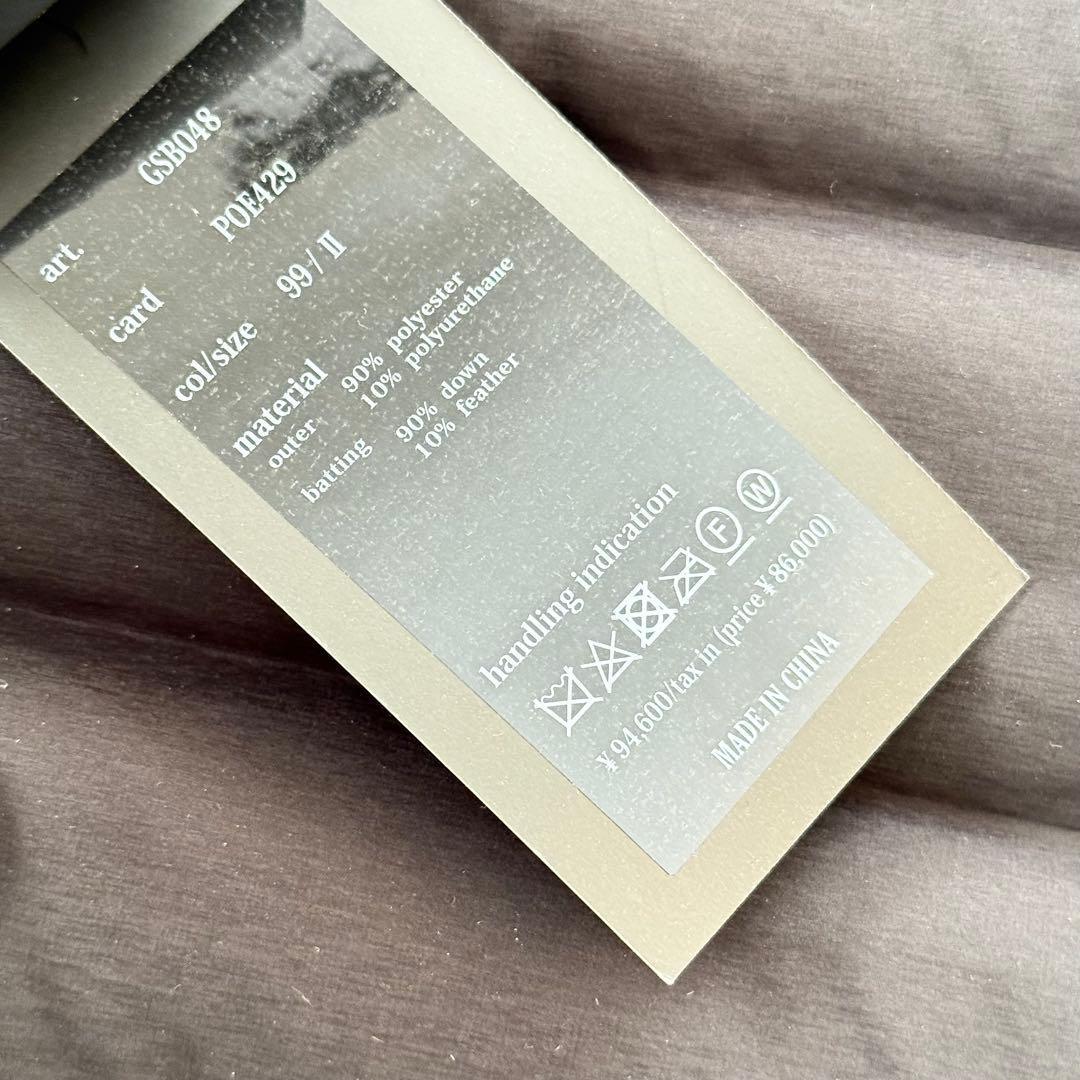 art. GSB048
card POE429
col/size 99 / II
material
outer 90% polyester
10% polyurethane
batting 90% down
10% feather
handling indication
F W
¥ 94,600/tax in (price ¥ 86,000)
MADE IN CHINA